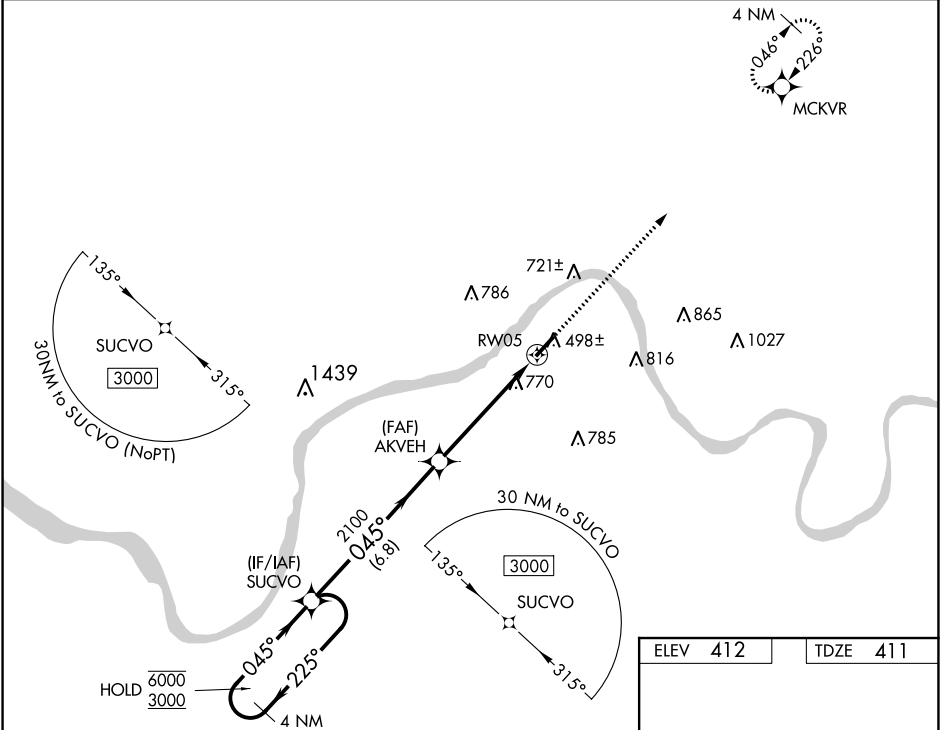 4 NM
046°
226°
MCKVR
135°
SUCVO
3000
315°
30NM to SUCVO (NoPT)
721±
786
865
RW05
498±
1027
816
1439
770
(FAF)
AKVEH
785
2100
045°
(6.8)
30 NM to SUCVO
135°
3000
SUCVO
315°
(IF/IAF)
SUCVO
045°
225°
HOLD 6000
3000
4 NM
ELEV 412
TDZE 411